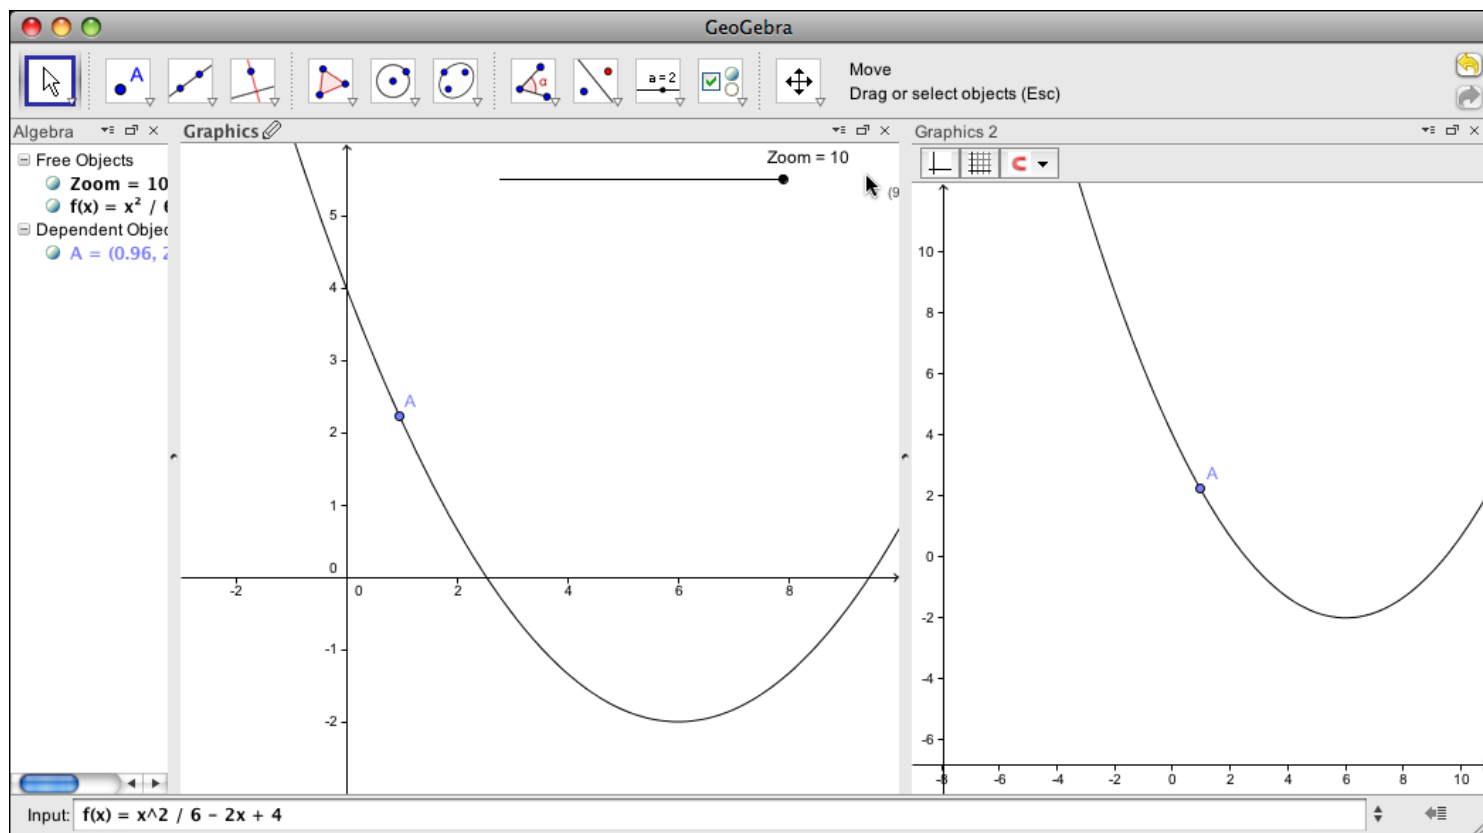 GeoGebra
A
α
a = 2
Move
Drag or select objects (Esc)
Algebra
Graphics
Graphics 2
Free Objects
Zoom = 10
f(x) = x² / 6
Dependent Objec
A = (0.96, 2
Zoom = 10
(9
5
4
3
2
1
0
-1
-2
-2
0
2
4
6
8
A
10
8
6
4
2
0
-2
-4
-6
-8
-6
-4
-2
0
2
4
6
8
10
A
Input:
f(x) = x^2 / 6 – 2x + 4